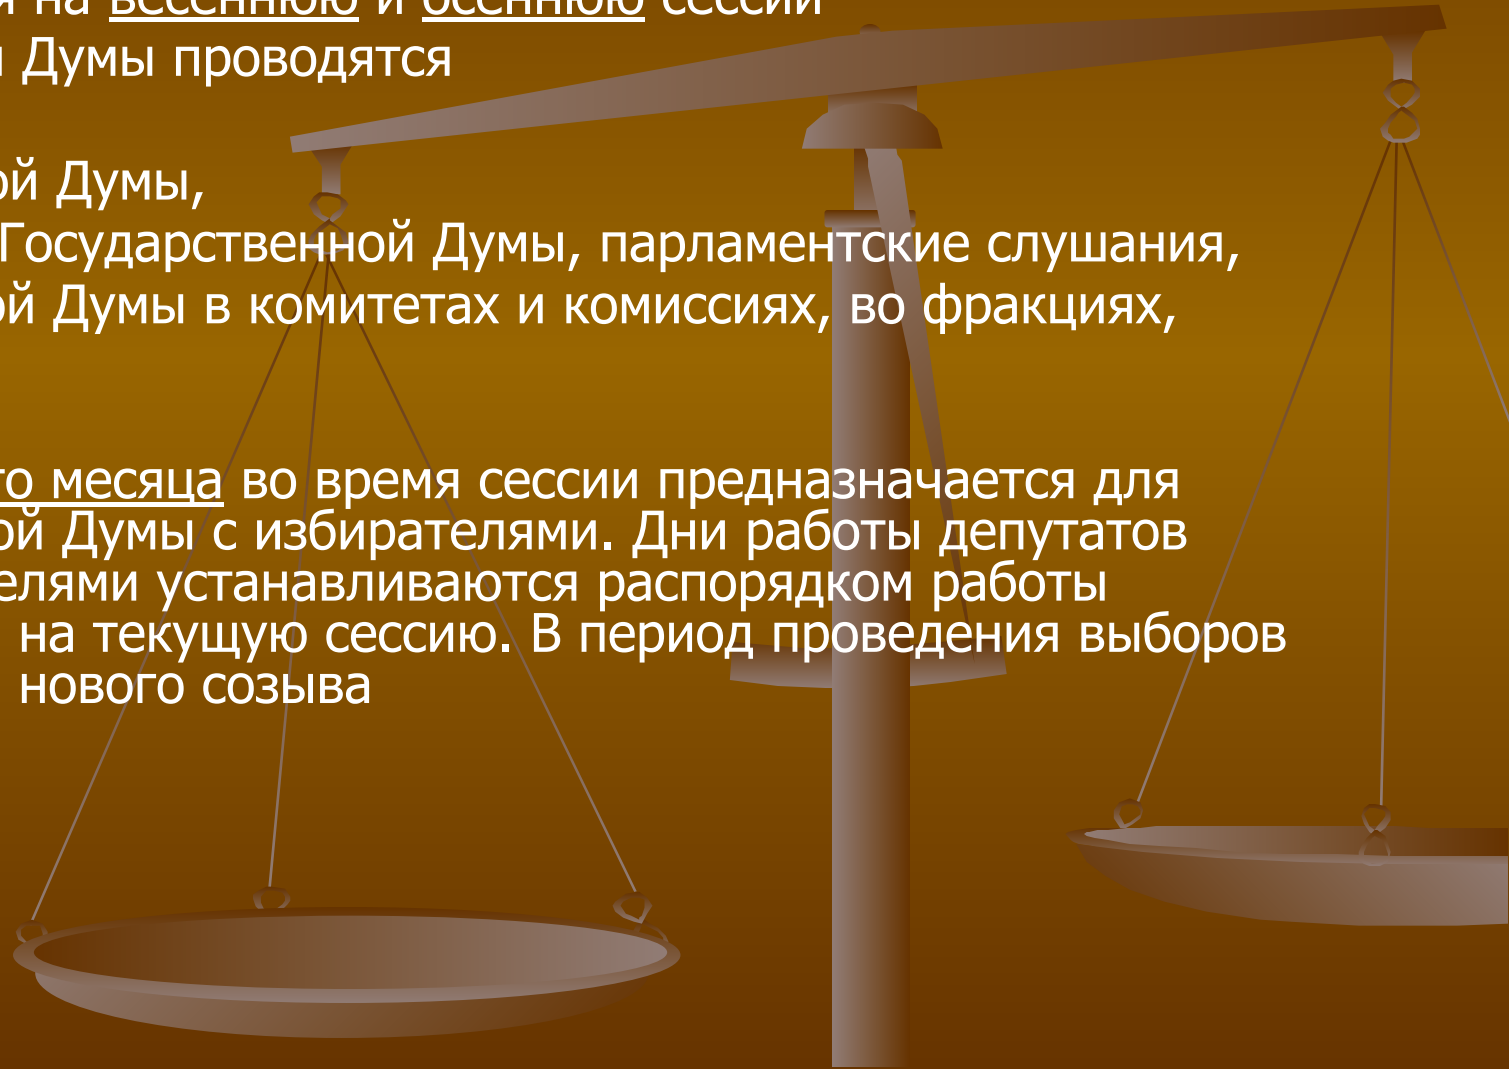 на весеннюю и осеннюю сессии
Думы проводятся
ой Думы,
Государственной Думы, парламентские слушания,
ой Думы в комитетах и комиссиях, во фракциях,
го месяца во время сессии предназначается для
ой Думы с избирателями. Дни работы депутатов
елями устанавливаются распорядком работы
на текущую сессию. В период проведения выборов
нового созыва